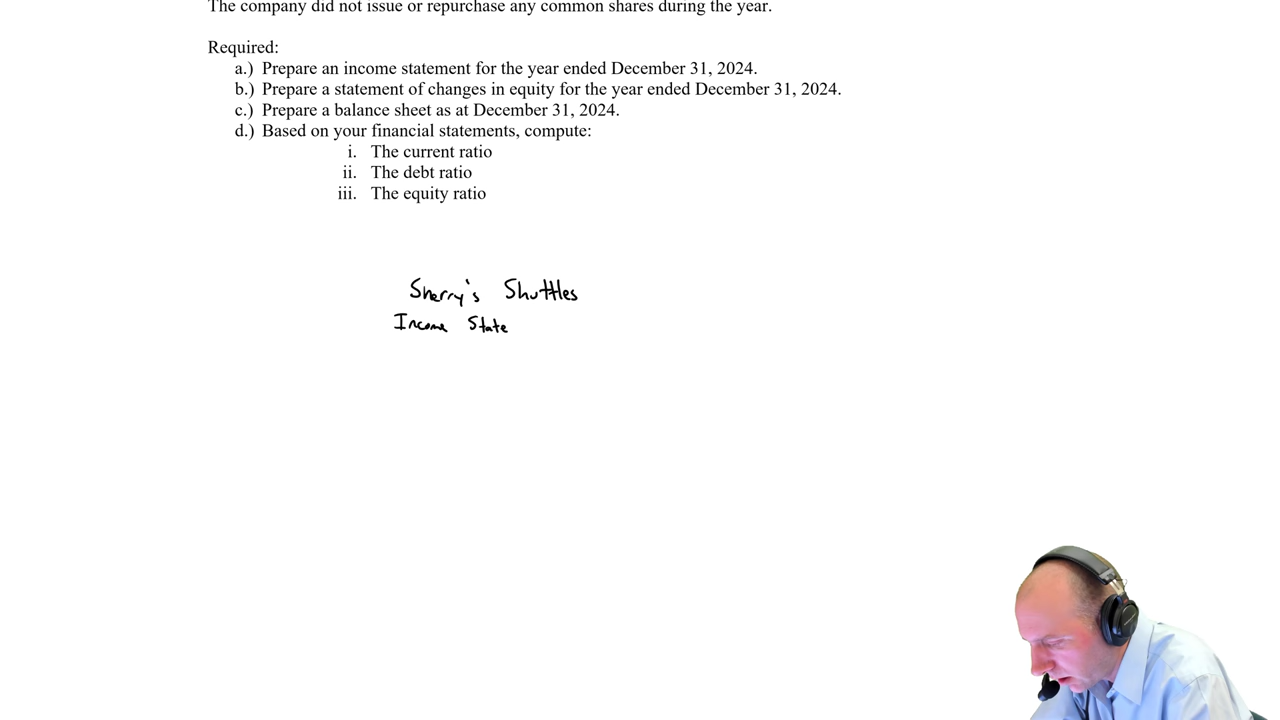 The company did not issue or repurchase any common shares during the year.
Required:
a.) Prepare an income statement for the year ended December 31, 2024.
b.) Prepare a statement of changes in equity for the year ended December 31, 2024.
c.) Prepare a balance sheet as at December 31, 2024.
d.) Based on your financial statements, compute:
i. The current ratio
ii. The debt ratio
iii. The equity ratio
Sherry's Shuttles
Income State